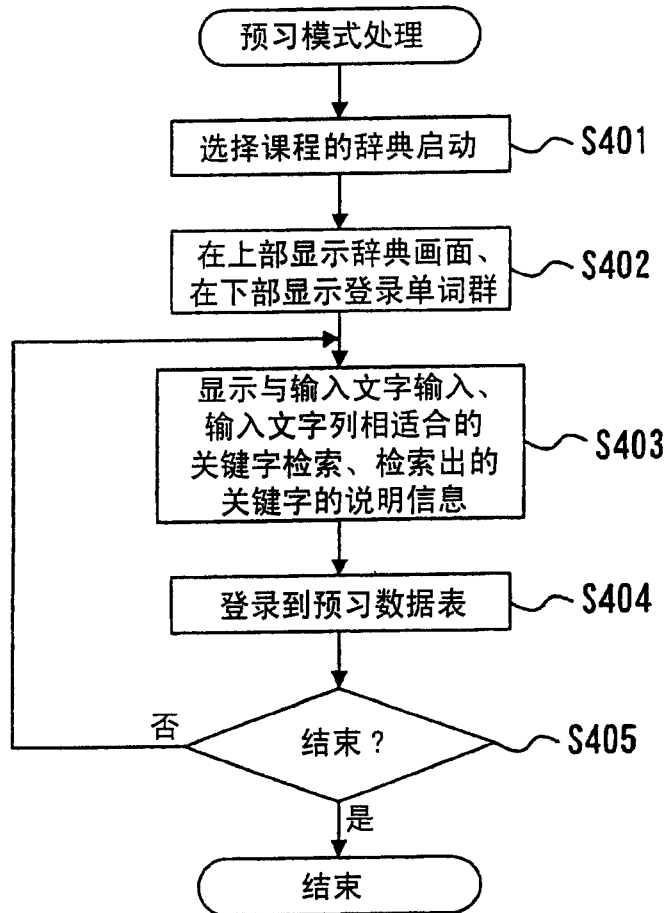 预习模式处理
选择课程的辞典启动
S401
在上部显示辞典画面、
在下部显示登录单词群
S402
显示与输入文字输入、
输入文字列相适合的
关键字检索、检索出的
关键字的说明信息
S403
登录到预习数据表
S404
结束？
S405
否
是
结束